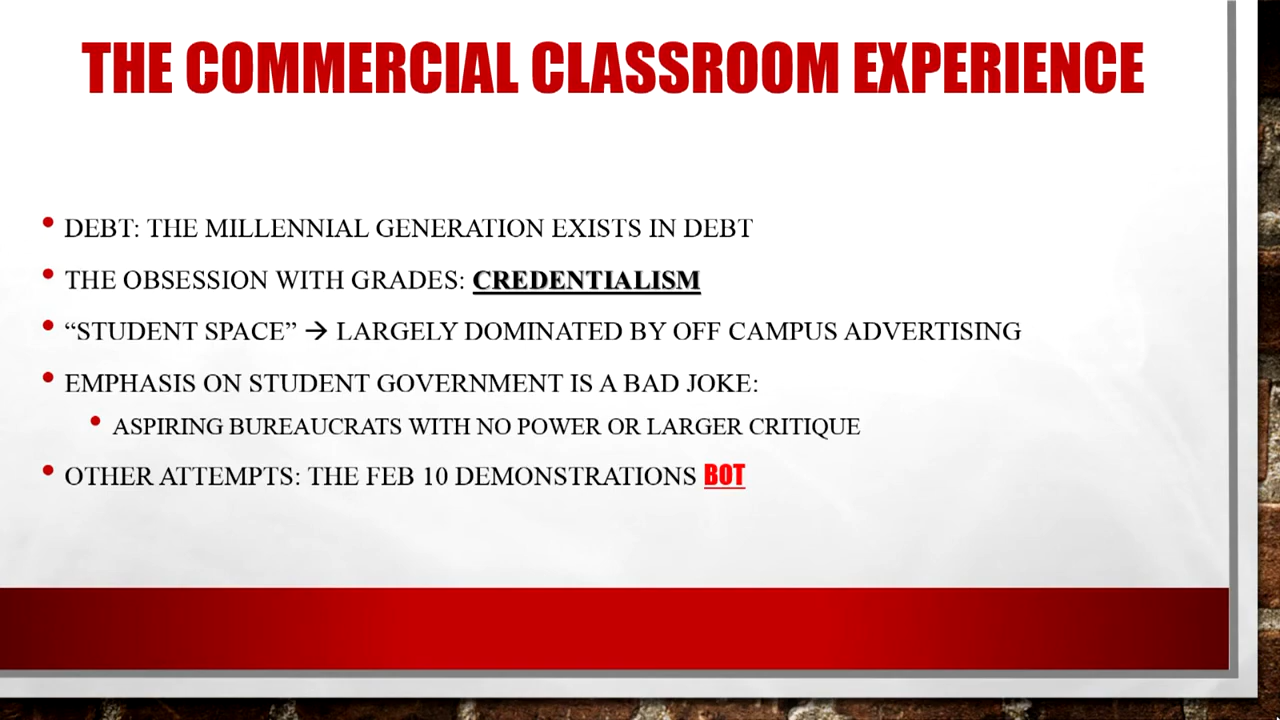 THE COMMERCIAL CLASSROOM EXPERIENCE
• DEBT: THE MILLENNIAL GENERATION EXISTS IN DEBT
• THE OBSESSION WITH GRADES: CREDENTIALISM
• “STUDENT SPACE” → LARGELY DOMINATED BY OFF CAMPUS ADVERTISING
• EMPHASIS ON STUDENT GOVERNMENT IS A BAD JOKE:
• ASPIRING BUREAUCRATS WITH NO POWER OR LARGER CRITIQUE
• OTHER ATTEMPTS: THE FEB 10 DEMONSTRATIONS BOT